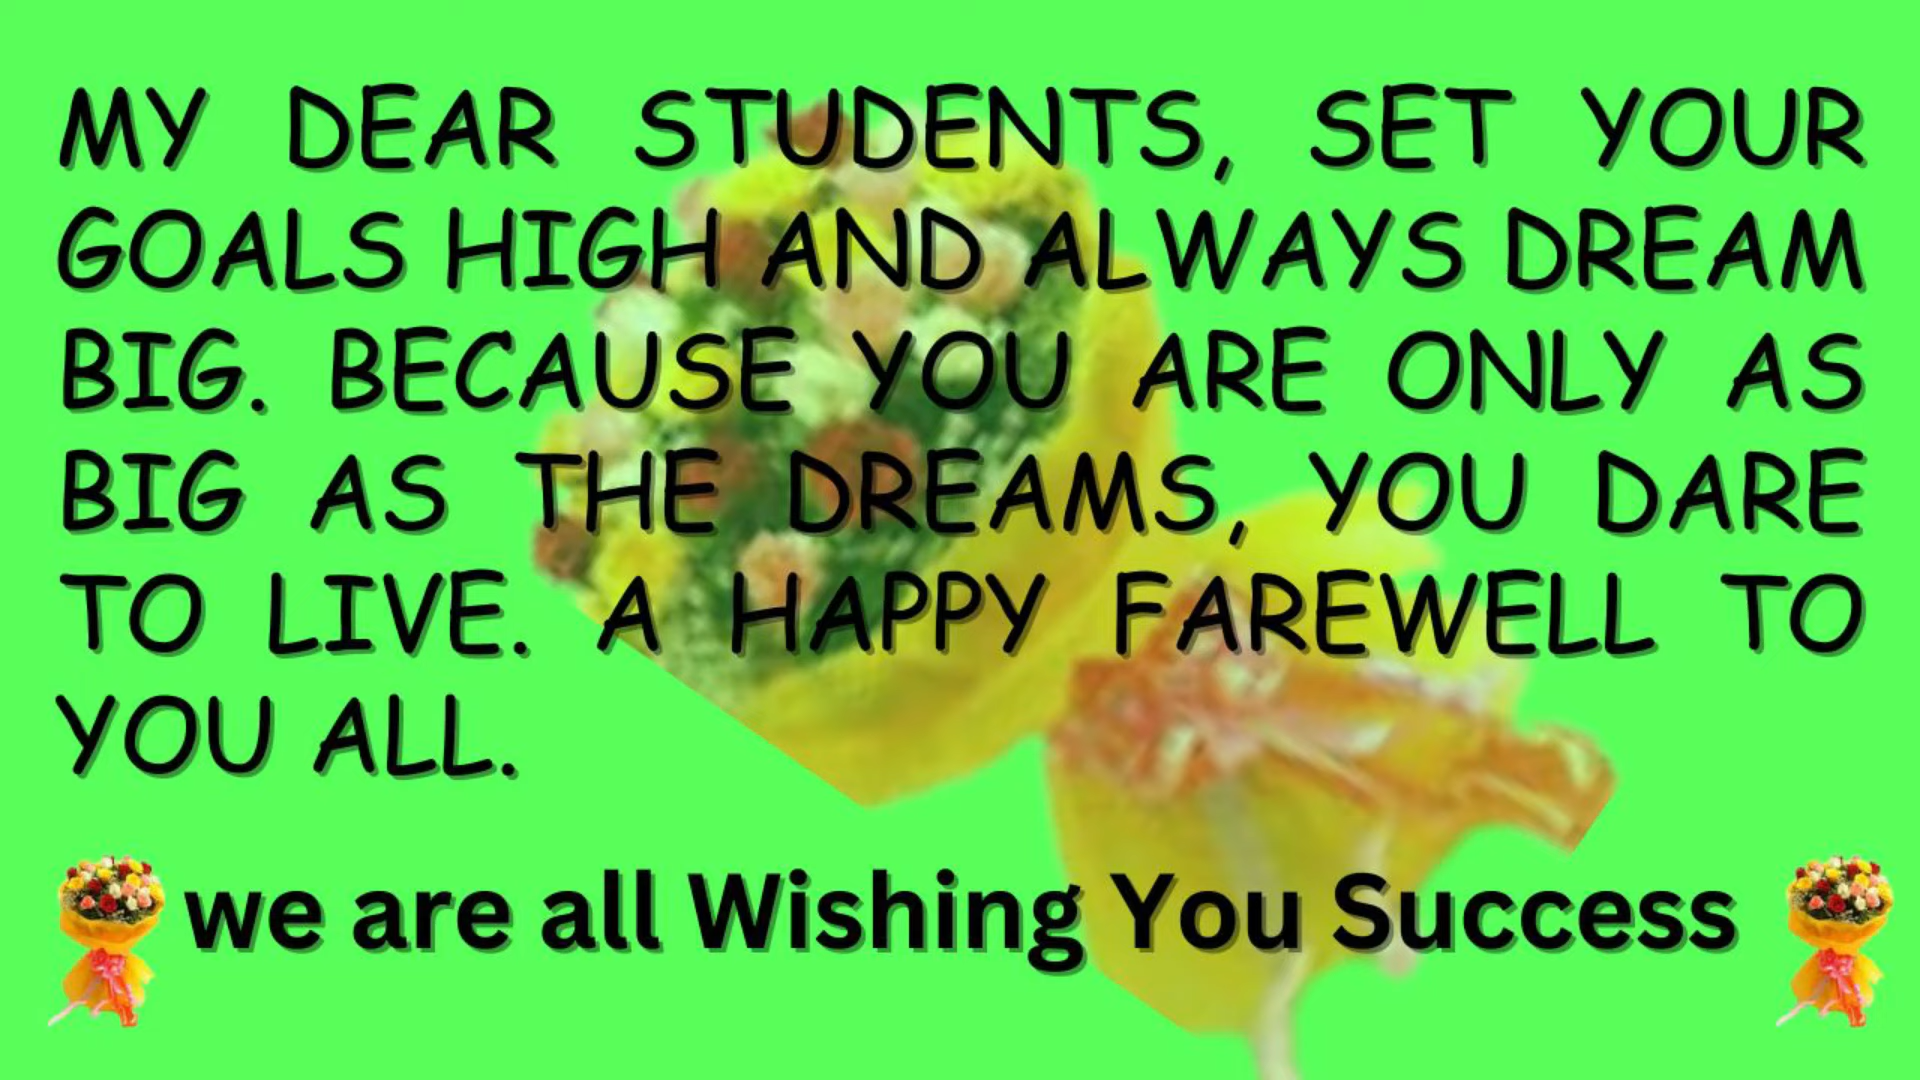 MY DEAR STUDENTS, SET YOUR
GOALS HIGH AND ALWAYS DREAM
BIG. BECAUSE YOU ARE ONLY AS
BIG AS THE DREAMS, YOU DARE
TO LIVE. A HAPPY FAREWELL TO
YOU ALL.
we are all Wishing You Success